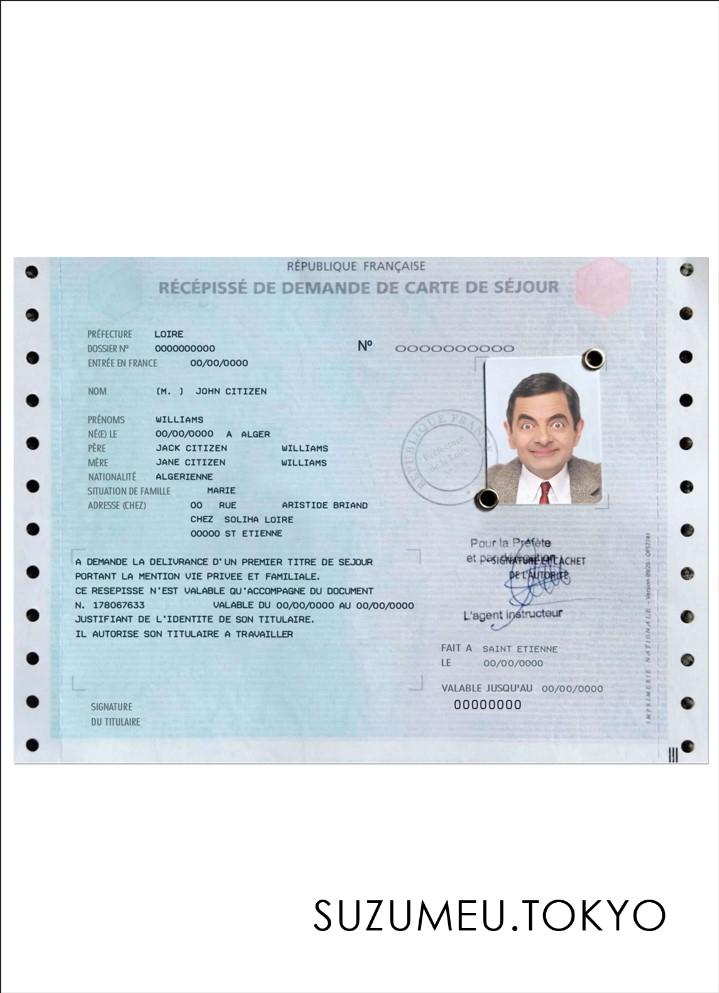 RÉPUBLIQUE FRANÇAISE
RÉCÉPISSÉ DE DEMANDE DE CARTE DE SÉJOUR
PRÉFECTURE LOIRE
DOSSIER Nº 0000000000 Nº 0000000000
ENTRÉE EN FRANCE 00/00/0000
NOM (M. ) JOHN CITIZEN
PRÉNOMS WILLIAMS
NÉ(E) LE 00/00/0000 A ALGER
PÈRE JACK CITIZEN WILLIAMS
MÈRE JANE CITIZEN WILLIAMS
NATIONALITÉ ALGERIENNE
SITUATION DE FAMILLE MARIE
ADRESSE (CHEZ) 00 RUE ARISTIDE BRIAND
CHEZ SOLIHA LOIRE
00000 ST ETIENNE
RÉPUBLIQUE FRAN
Préfecture
de la Loire
A DEMANDE LA DELIVRANCE D'UN PREMIER TITRE DE SEJOUR
PORTANT LA MENTION VIE PRIVEE ET FAMILIALE.
CE RESEPISSE N'EST VALABLE QU'ACCOMPAGNE DU DOCUMENT
N. 178067633 VALABLE DU 00/00/0000 AU 00/00/0000
JUSTIFIANT DE L'IDENTITE DE SON TITULAIRE.
IL AUTORISE SON TITULAIRE A TRAVAILLER
Pour la Préfète
et par délégation
SIGNATURE ET CACHET
DE L'AUTORITÉ
L'agent instructeur
FAIT A SAINT ETIENNE
LE 00/00/0000
VALABLE JUSQU'AU 00/00/0000
00000000
SIGNATURE
DU TITULAIRE
IMPRIMERIE NATIONALE
SUZUMEU.TOKYO